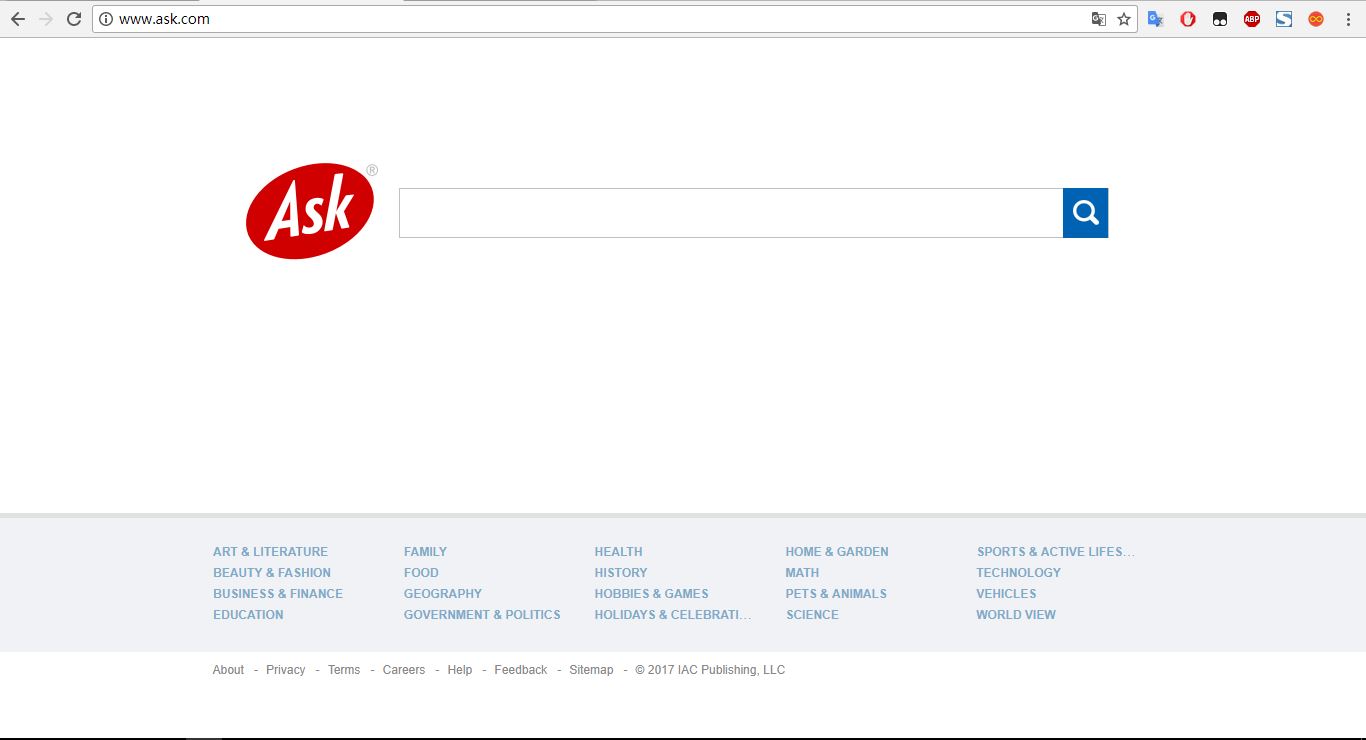 www.ask.com
ABP
Ask ®
ART & LITERATURE FAMILY HEALTH HOME & GARDEN SPORTS & ACTIVE LIFES...
BEAUTY & FASHION FOOD HISTORY MATH TECHNOLOGY
BUSINESS & FINANCE GEOGRAPHY HOBBIES & GAMES PETS & ANIMALS VEHICLES
EDUCATION GOVERNMENT & POLITICS HOLIDAYS & CELEBRATI... SCIENCE WORLD VIEW
About - Privacy - Terms - Careers - Help - Feedback - Sitemap - © 2017 IAC Publishing, LLC